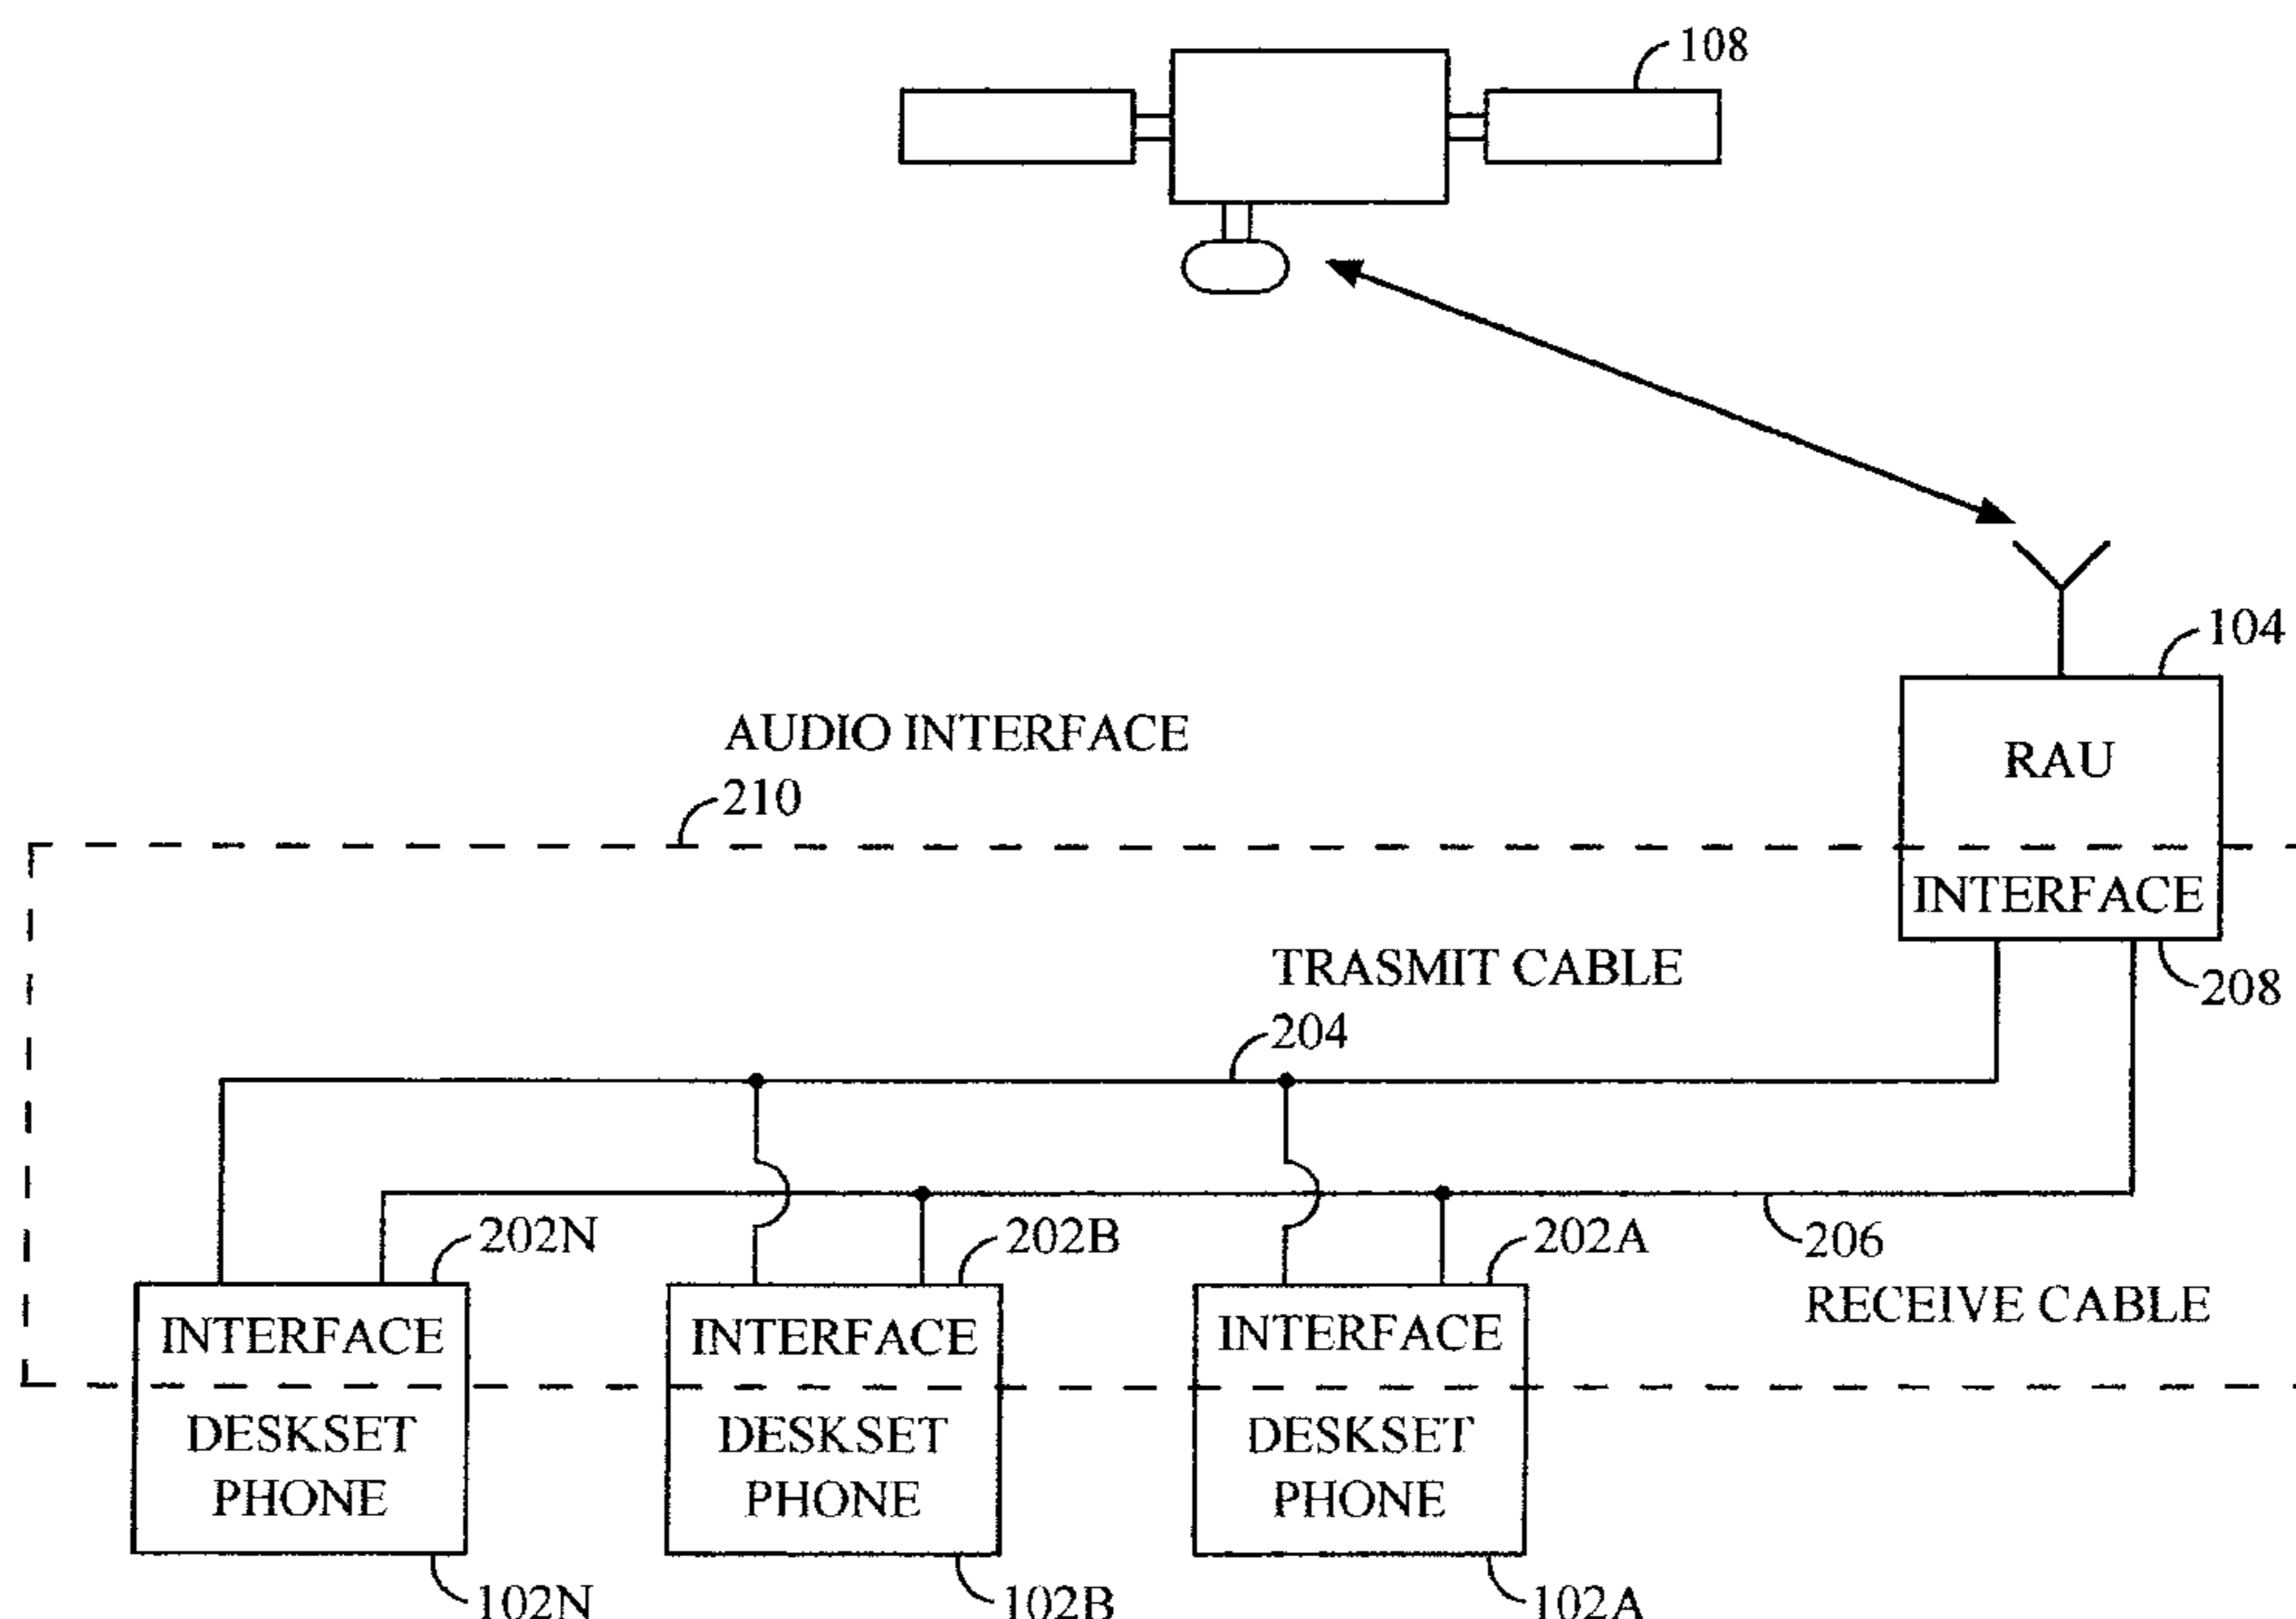 108
104
RAU
AUDIO INTERFACE
210
INTERFACE
208
TRASMIT CABLE
204
202N
202B
202A
206
RECEIVE CABLE
INTERFACE
INTERFACE
INTERFACE
DESKSET
PHONE
DESKSET
PHONE
DESKSET
PHONE
102N
102B
102A